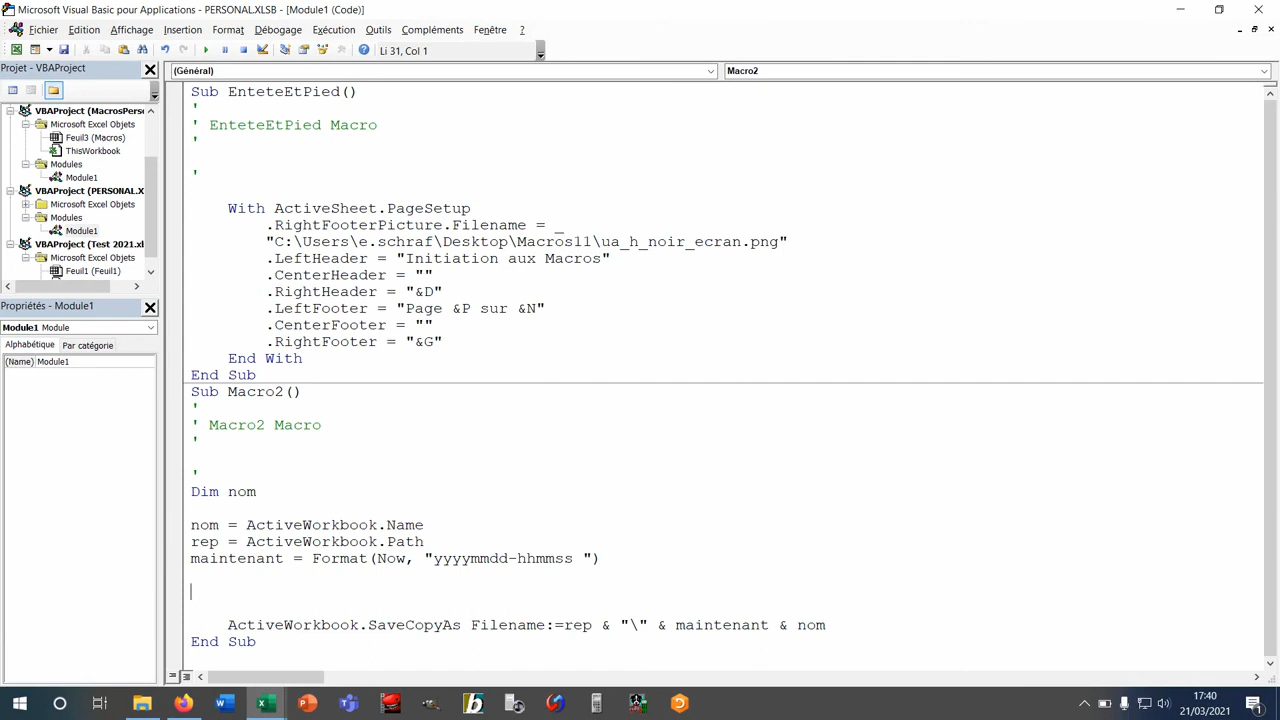 Microsoft Visual Basic pour Applications - PERSONAL.XLSB - [Module1 (Code)]
Fichier Edition Affichage Insertion Format Débogage Exécution Outils Compléments Fenêtre ?
Li 31, Col 1
Projet - VBAProject
VBAProject (MacrosPers
Microsoft Excel Objets
Feuil3 (Macros)
ThisWorkbook
Modules
Module1
VBAProject (PERSONAL.X
Microsoft Excel Objets
Modules
Module1
VBAProject (Test 2021.xl
Microsoft Excel Objets
Feuil1 (Feuil1)
Propriétés - Module1
Module1 Module
Alphabétique Par catégorie
(Name) Module1
(Général) Macro2
Sub EnteteEtPied()
'
' EnteteEtPied Macro
'
'
With ActiveSheet.PageSetup
.RightFooterPicture.Filename = _
"C:\Users\e.schraf\Desktop\Macros11\ua_h_noir_ecran.png"
.LeftHeader = "Initiation aux Macros"
.CenterHeader = ""
.RightHeader = "&D"
.LeftFooter = "Page &P sur &N"
.CenterFooter = ""
.RightFooter = "&G"
End With
End Sub
Sub Macro2()
'
' Macro2 Macro
'
'
Dim nom
nom = ActiveWorkbook.Name
rep = ActiveWorkbook.Path
maintenant = Format(Now, "yyyymmdd-hhmmss ")
ActiveWorkbook.SaveCopyAs Filename:=rep & "\" & maintenant & nom
End Sub
17:40
21/03/2021